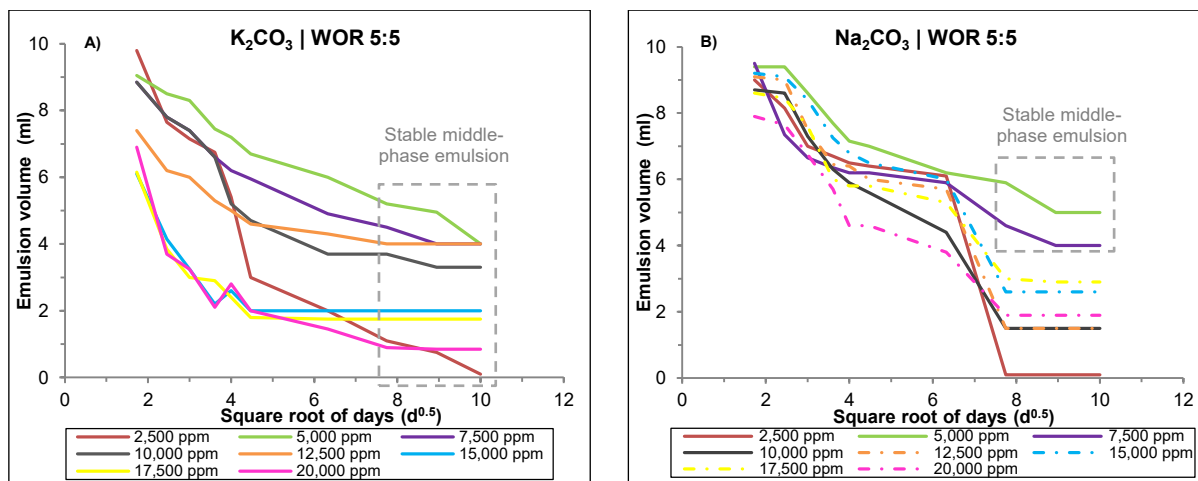 A)
K₂CO₃ | WOR 5:5
Emulsion volume (ml)
10
8
6
4
2
0
Stable middle-
phase emulsion
0 2 4 6 8 10 12
Square root of days (d⁰·⁵)
2,500 ppm 5,000 ppm 7,500 ppm
10,000 ppm 12,500 ppm 15,000 ppm
17,500 ppm 20,000 ppm
B)
Na₂CO₃ | WOR 5:5
Emulsion volume (ml)
10
8
6
4
2
0
Stable middle-
phase emulsion
0 2 4 6 8 10 12
Square root of days (d⁰·⁵)
2,500 ppm 5,000 ppm 7,500 ppm
10,000 ppm 12,500 ppm 15,000 ppm
17,500 ppm 20,000 ppm